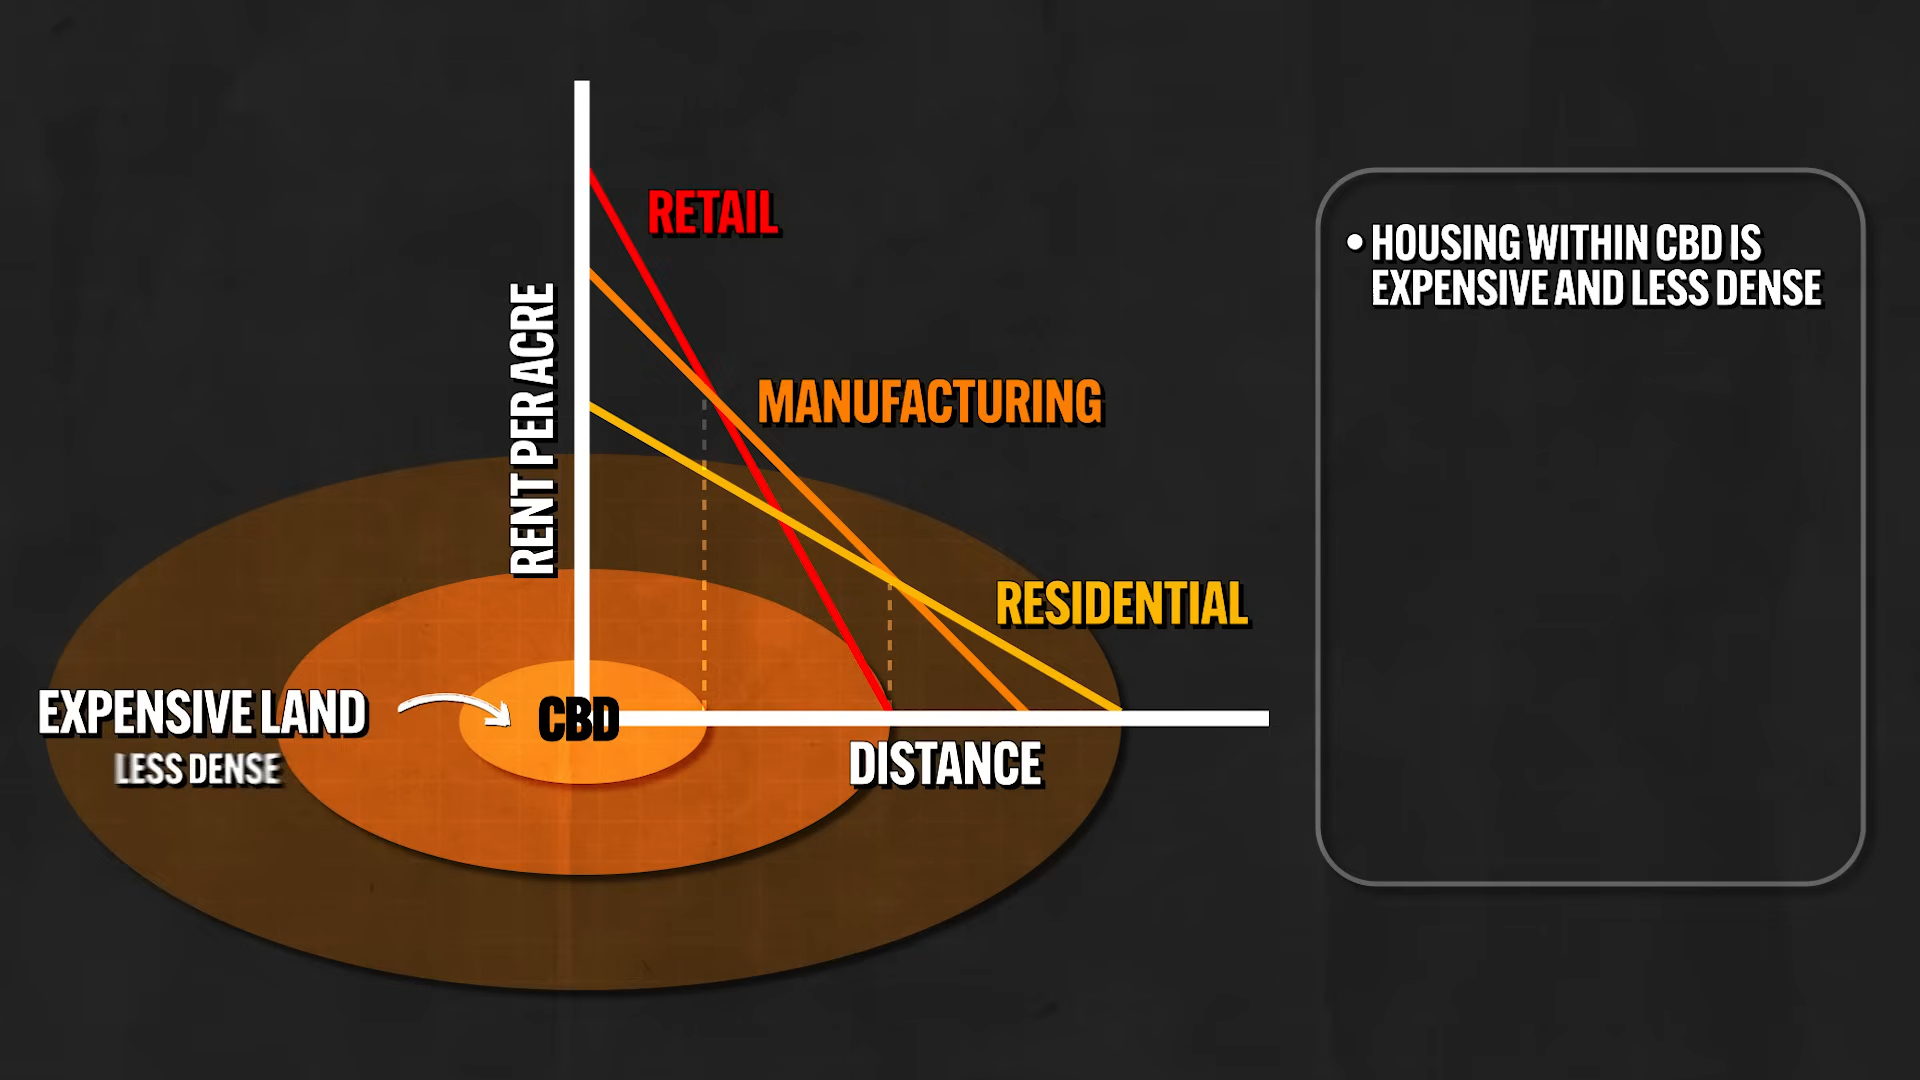 RETAIL
RENT PER ACRE
MANUFACTURING
RESIDENTIAL
EXPENSIVE LAND
LESS DENSE
CBD
DISTANCE
• HOUSING WITHIN CBD IS
EXPENSIVE AND LESS DENSE